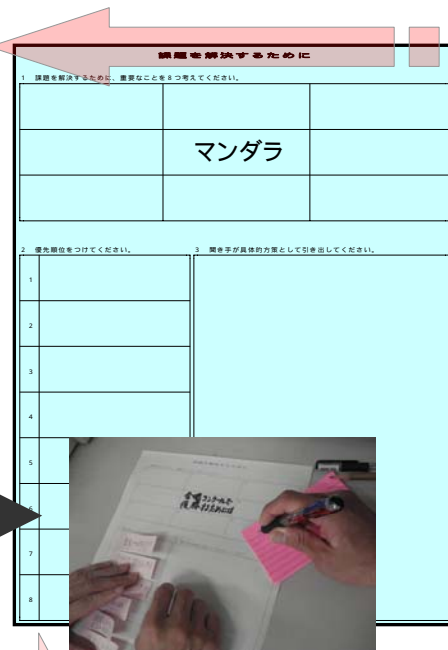 課題を解決するために
1 課題を解決するために、重要なことを8つ考えてください。
マンダラ
2 優先順位をつけてください。
3 聞き手が具体的方策として引き出してください。
1
2
3
4
5
6
7
8